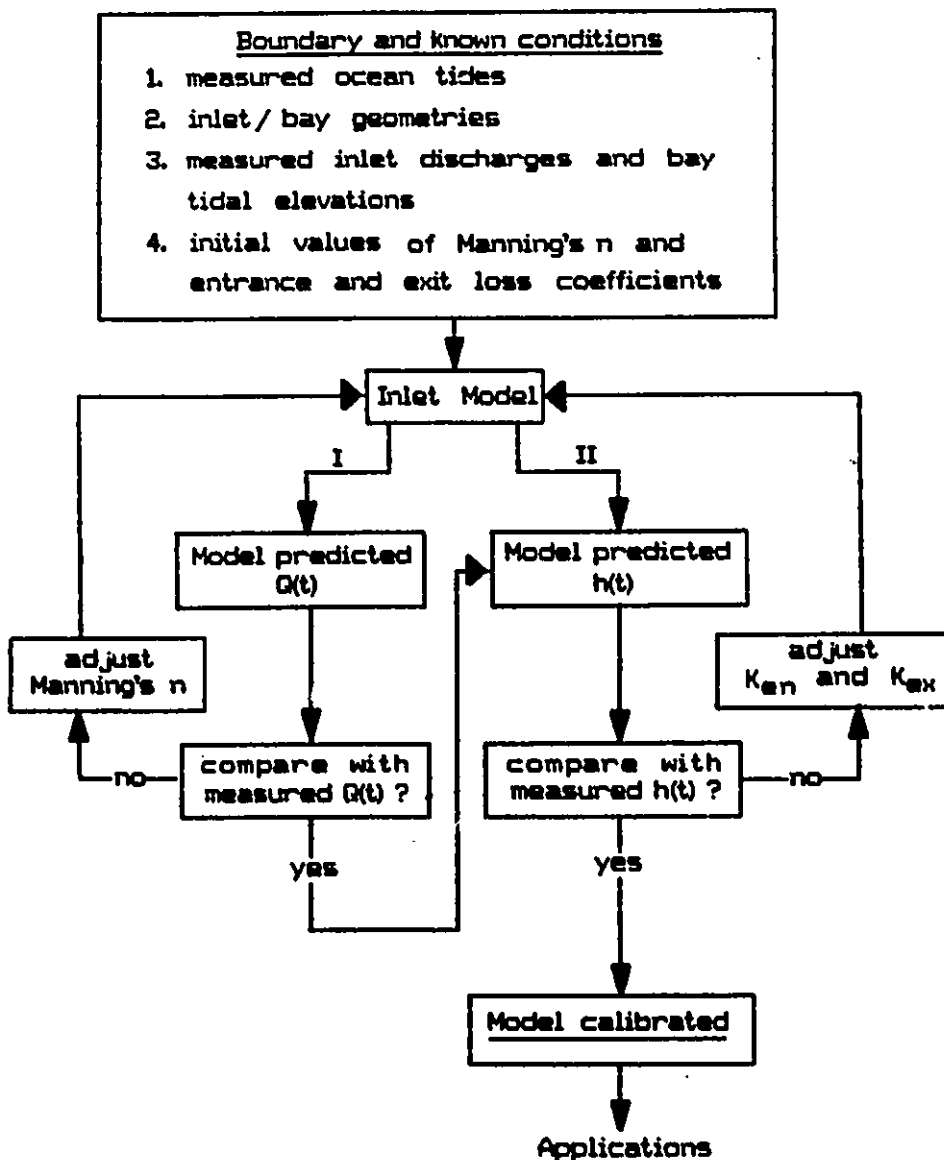 Boundary and known conditions
1. measured ocean tides
2. inlet / bay geometries
3. measured inlet discharges and bay
tidal elevations
4. initial values of Manning's n and
entrance and exit loss coefficients
Inlet Model
I
II
Model predicted
Q(t)
Model predicted
h(t)
adjust
Manning's n
adjust
Ken and Kex
no
compare with
measured Q(t) ?
compare with
measured h(t) ?
no
yes
yes
Model calibrated
Applications